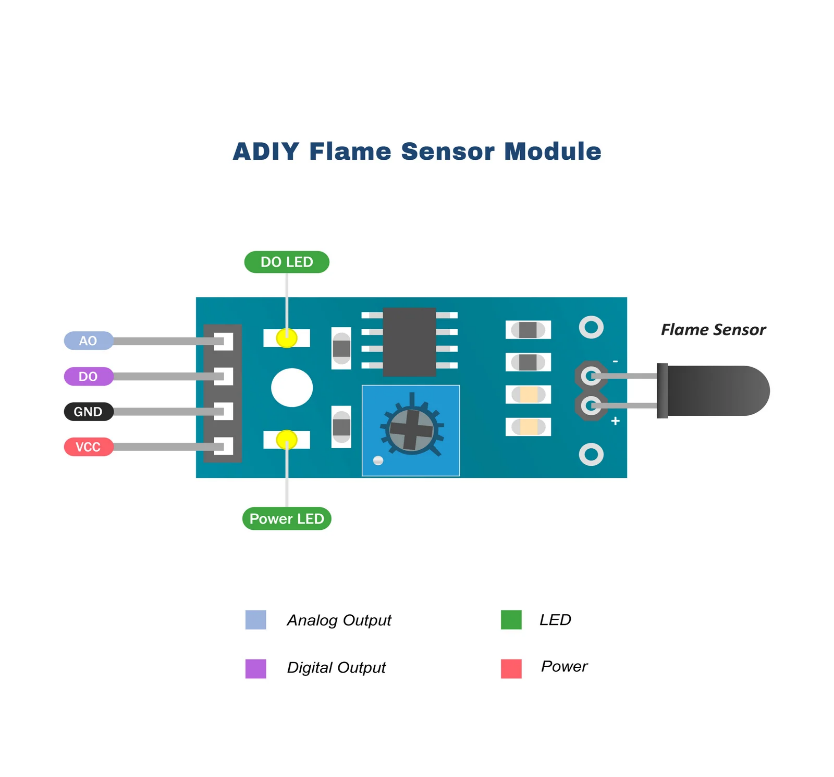 ADIY Flame Sensor Module
DO LED
Flame Sensor
AO
DO
GND
VCC
-
+
Power LED
Analog Output
LED
Digital Output
Power